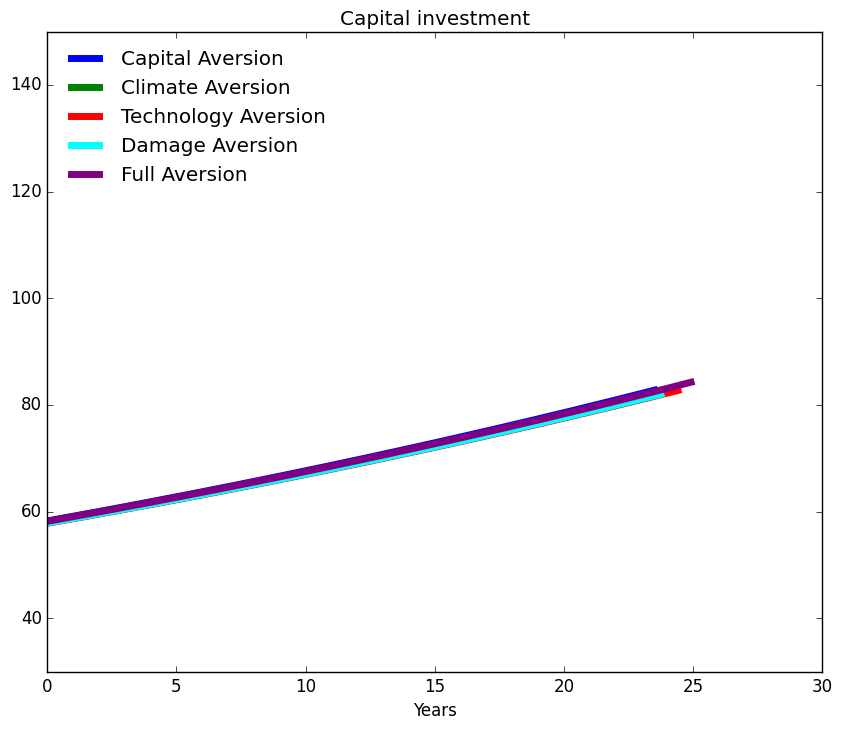 Capital investment
Capital Aversion
Climate Aversion
Technology Aversion
Damage Aversion
Full Aversion
140
120
100
80
60
40
0 5 10 15 20 25 30
Years